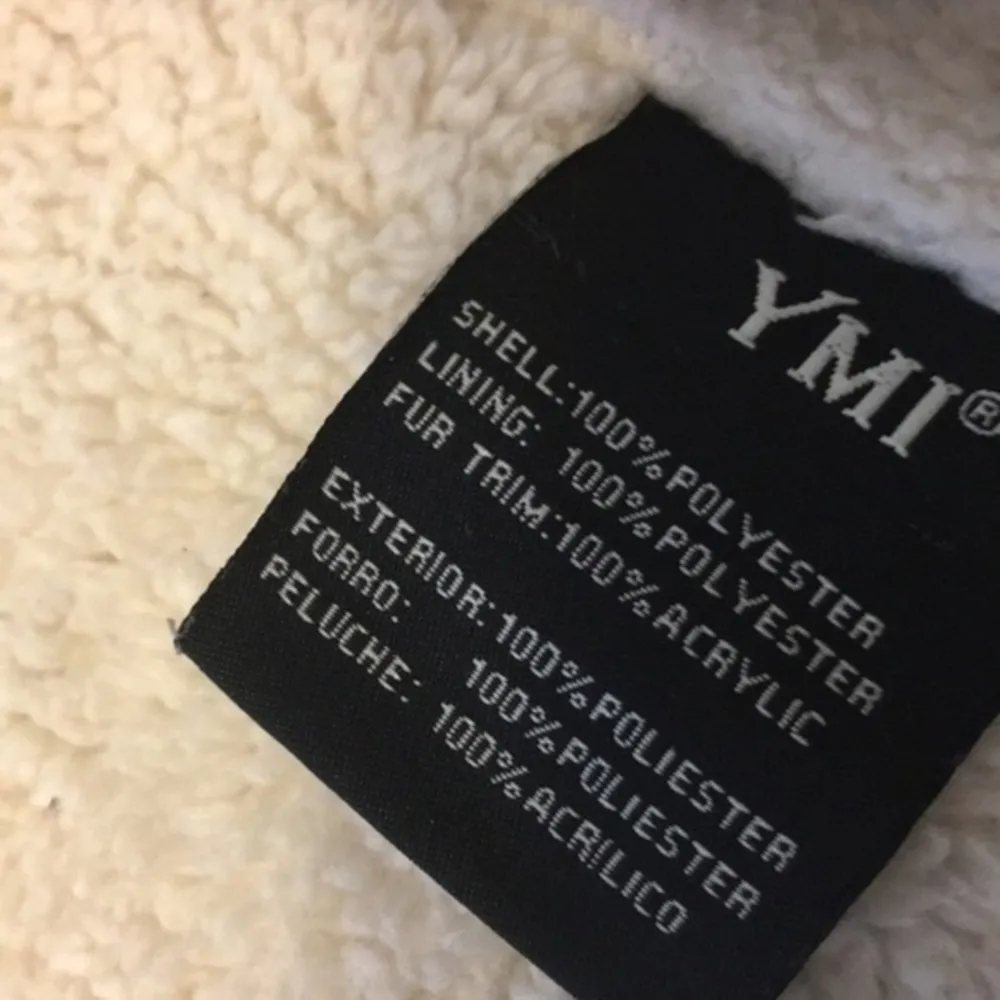 YMI®
SHELL:100%POLYESTER
LINING: 100%POLYESTER
FUR TRIM:100%ACRYLIC
EXTERIOR:100%POLIESTER
FORRO: 100%POLIESTER
PELUCHE: 100%ACRILICO